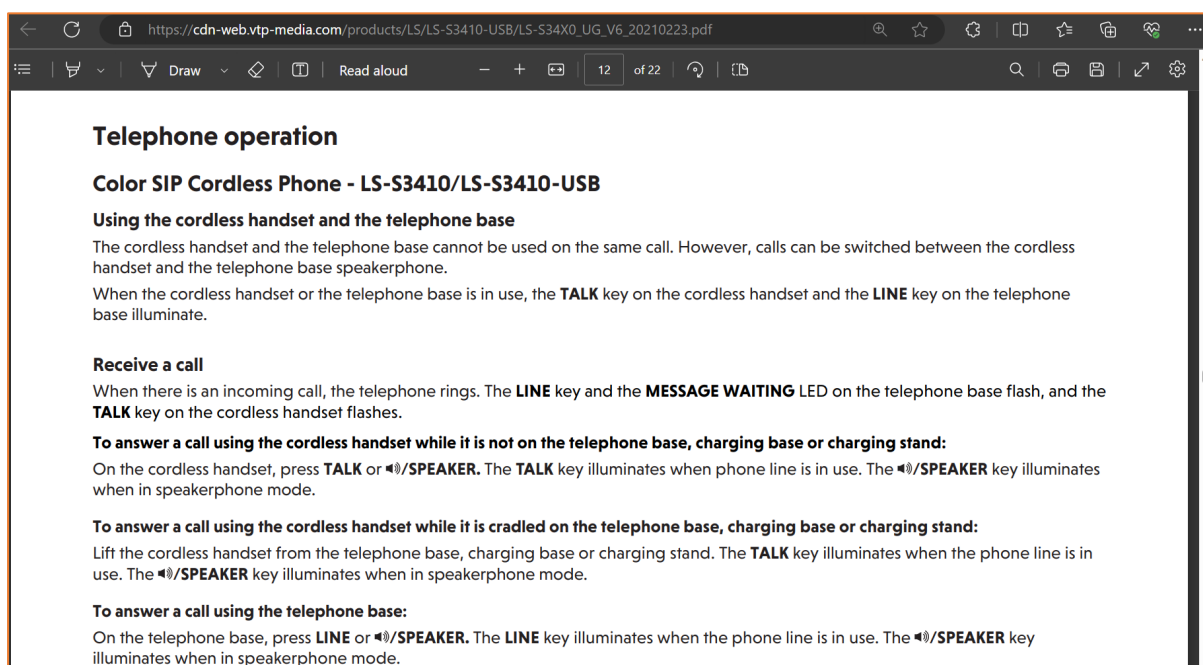 https://cdn-web.vtp-media.com/products/LS/LS-S3410-USB/LS-S34X0_UG_V6_20210223.pdf
Draw
Read aloud
12 of 22
Telephone operation
Color SIP Cordless Phone - LS-S3410/LS-S3410-USB
Using the cordless handset and the telephone base
The cordless handset and the telephone base cannot be used on the same call. However, calls can be switched between the cordless
handset and the telephone base speakerphone.
When the cordless handset or the telephone base is in use, the TALK key on the cordless handset and the LINE key on the telephone
base illuminate.
Receive a call
When there is an incoming call, the telephone rings. The LINE key and the MESSAGE WAITING LED on the telephone base flash, and the
TALK key on the cordless handset flashes.
To answer a call using the cordless handset while it is not on the telephone base, charging base or charging stand:
On the cordless handset, press TALK or /SPEAKER. The TALK key illuminates when phone line is in use. The /SPEAKER key illuminates
when in speakerphone mode.
To answer a call using the cordless handset while it is cradled on the telephone base, charging base or charging stand:
Lift the cordless handset from the telephone base, charging base or charging stand. The TALK key illuminates when the phone line is in
use. The /SPEAKER key illuminates when in speakerphone mode.
To answer a call using the telephone base:
On the telephone base, press LINE or /SPEAKER. The LINE key illuminates when the phone line is in use. The /SPEAKER key
illuminates when in speakerphone mode.